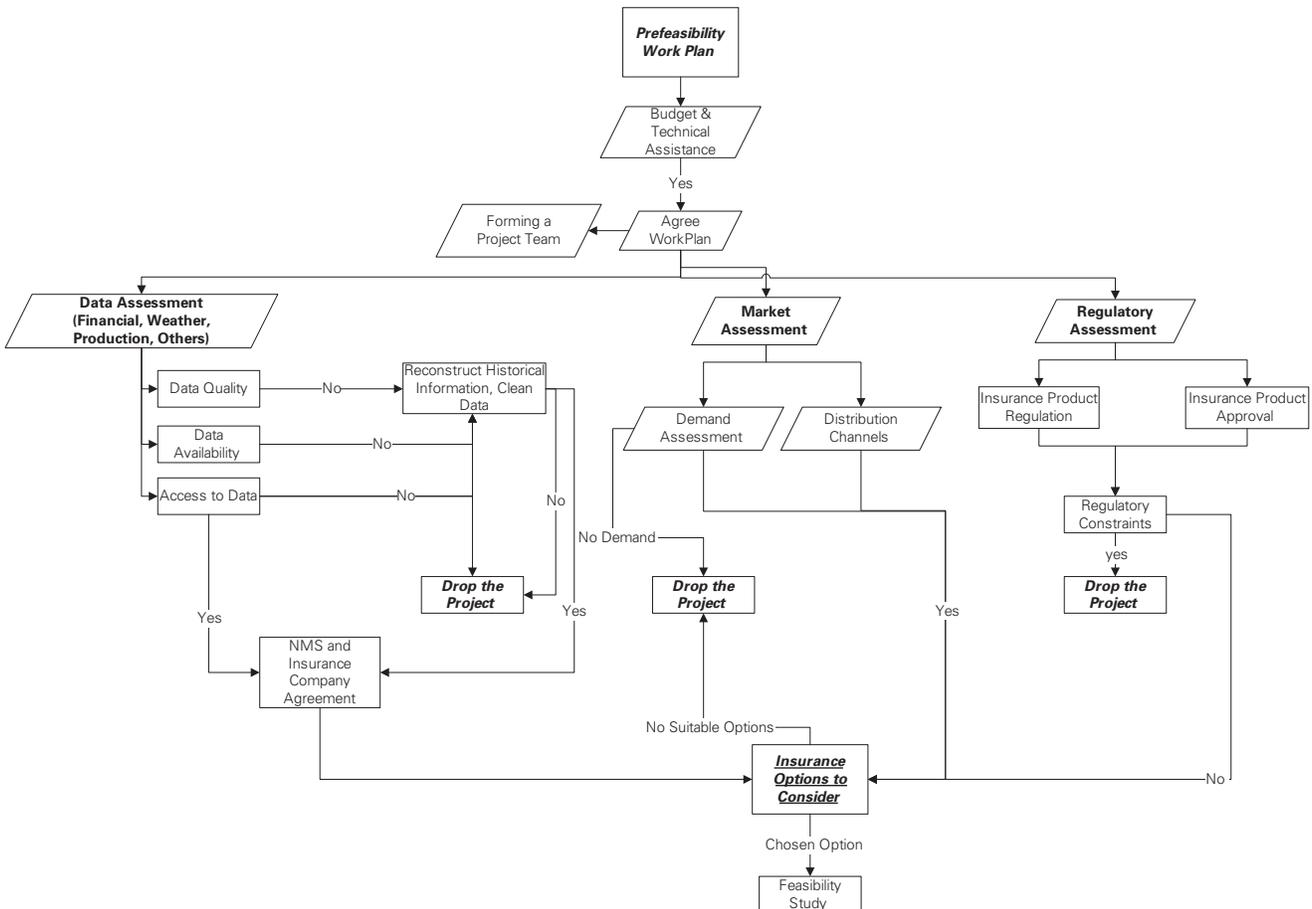 Prefeasibility
Work Plan
Budget &
Technical
Assistance
Yes
Forming a
Project Team
Agree
WorkPlan
Data Assessment
(Financial, Weather,
Production, Others)
Market
Assessment
Regulatory
Assessment
Data Quality
No
Reconstruct Historical
Information, Clean
Data
Data
Availability
No
Access to Data
No
No
Demand
Assessment
Distribution
Channels
Insurance Product
Regulation
Insurance Product
Approval
Regulatory
Constraints
No Demand
yes
Drop the
Project
Drop the
Project
Drop the
Project
Yes
Yes
Yes
NMS and
Insurance
Company
Agreement
No Suitable Options
Insurance
Options to
Consider
No
Chosen Option
Feasibility
Study